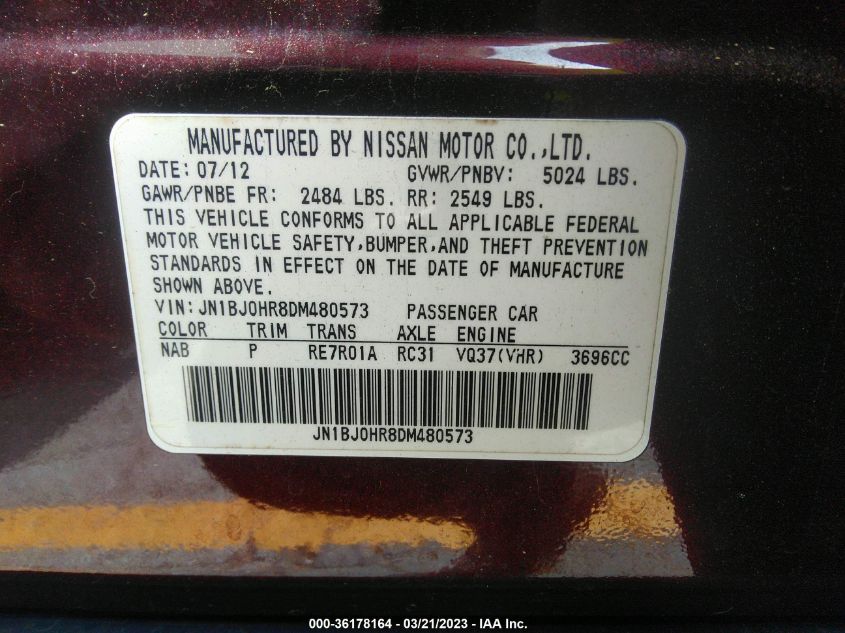 MANUFACTURED BY NISSAN MOTOR CO.,LTD.
DATE: 07/12 GVWR/PNBV: 5024 LBS.
GAWR/PNBE FR: 2484 LBS. RR: 2549 LBS.
THIS VEHICLE CONFORMS TO ALL APPLICABLE FEDERAL
MOTOR VEHICLE SAFETY,BUMPER,AND THEFT PREVENTION
STANDARDS IN EFFECT ON THE DATE OF MANUFACTURE
SHOWN ABOVE.
VIN: JN1BJ0HR8DM480573 PASSENGER CAR
COLOR TRIM TRANS AXLE ENGINE
NAB P RE7R01A RC31 VQ37(VHR) 3696CC
JN1BJ0HR8DM480573
000-36178164 - 03/21/2023 - IAA Inc.